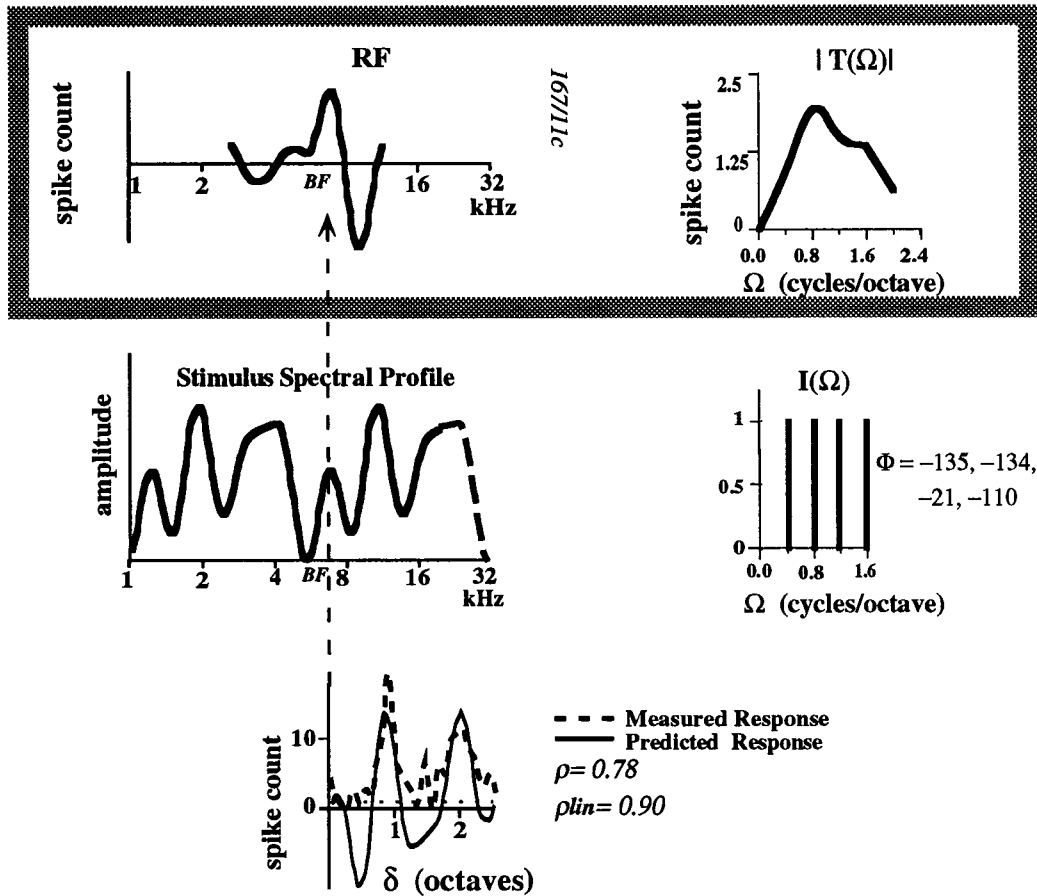 RF
spike count
1 2 BF 16 32
kHz
167/11c
|T(Ω)|
spike count
2.5
1.25
0
0.0 0.8 1.6 2.4
Ω (cycles/octave)
Stimulus Spectral Profile
amplitude
1 2 4 BF 8 16 32
kHz
I(Ω)
1
0.5
0
0.0 0.8 1.6
Ω (cycles/octave)
Φ = –135, –134,
–21, –110
spike count
10
0
1 2
δ (octaves)
Measured Response
Predicted Response
ρ= 0.78
ρlin= 0.90